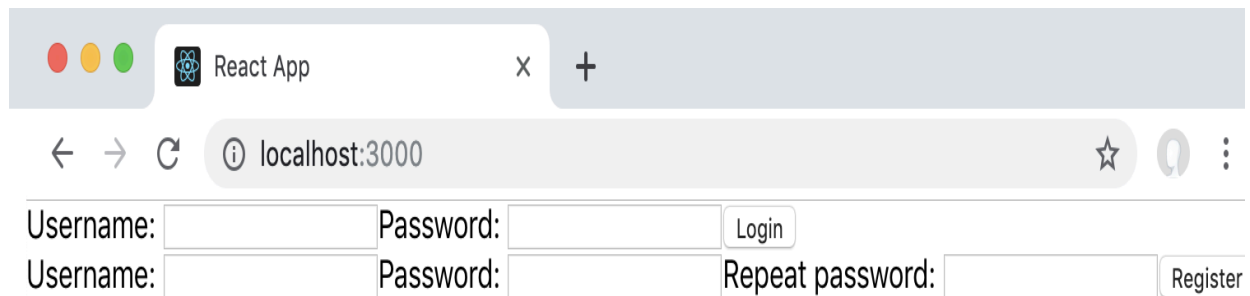 React App
localhost:3000
Username: Password: Login
Username: Password: Repeat password: Register